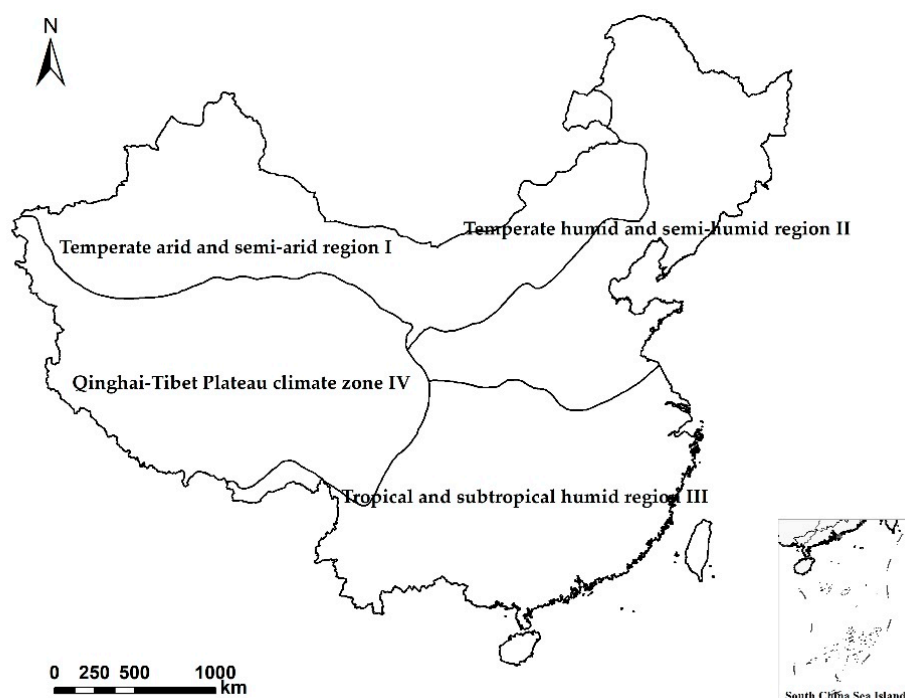 N
Temperate humid and semi-humid region II
Temperate arid and semi-arid region I
Qinghai-Tibet Plateau climate zone IV
Tropical and subtropical humid region III
0 250 500 1000
km
South China Sea Island